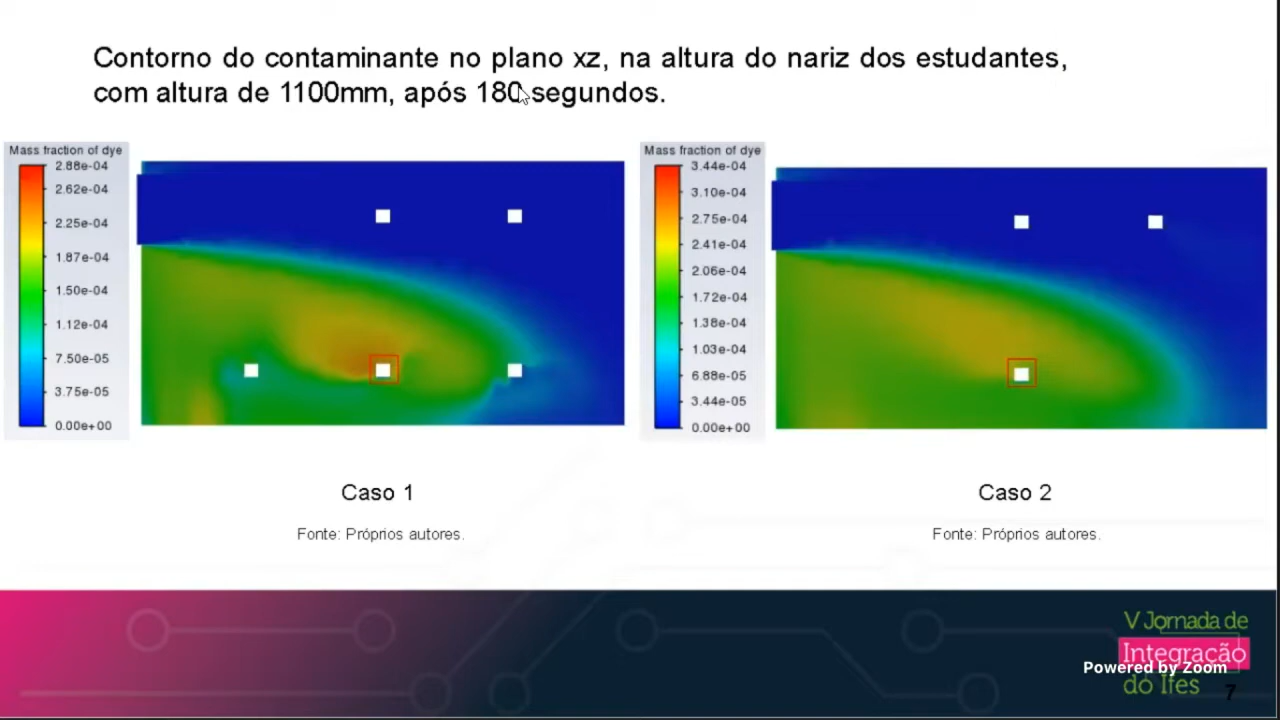 Contorno do contaminante no plano xz, na altura do nariz dos estudantes,
com altura de 1100mm, após 180 segundos.
Mass fraction of dye
2.88e-04
2.62e-04
2.25e-04
1.87e-04
1.50e-04
1.12e-04
7.50e-05
3.75e-05
0.00e+00
Mass fraction of dye
3.44e-04
3.10e-04
2.75e-04
2.41e-04
2.06e-04
1.72e-04
1.38e-04
1.03e-04
6.88e-05
3.44e-05
0.00e+00
Caso 1
Fonte: Próprios autores.
Caso 2
Fonte: Próprios autores.
V Jornada de
Integração
do Ifes
Powered by Zoom
7